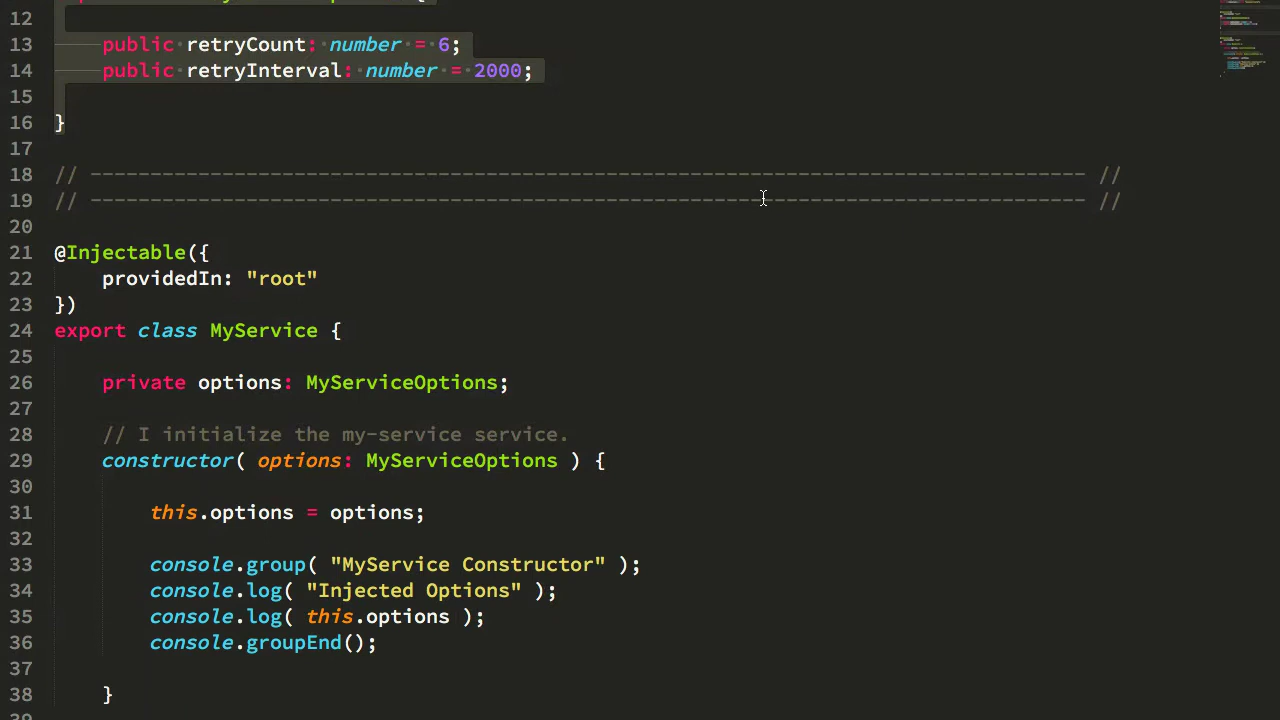 12
13 public retryCount: number = 6;
14 public retryInterval: number = 2000;
15
16 }
17
18 // ----------------------------------------------------------------------------------- //
19 // ----------------------------------------------------------------------------------- //
20
21 @Injectable({
22 providedIn: "root"
23 })
24 export class MyService {
25
26 private options: MyServiceOptions;
27
28 // I initialize the my-service service.
29 constructor( options: MyServiceOptions ) {
30
31 this.options = options;
32
33 console.group( "MyService Constructor" );
34 console.log( "Injected Options" );
35 console.log( this.options );
36 console.groupEnd();
37
38 }